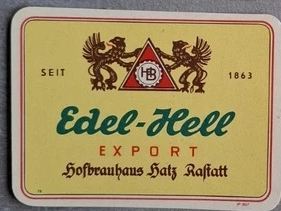 HB
SEIT 1863
Edel-Hell
EXPORT
Hofbrauhaus Hatz Rastatt